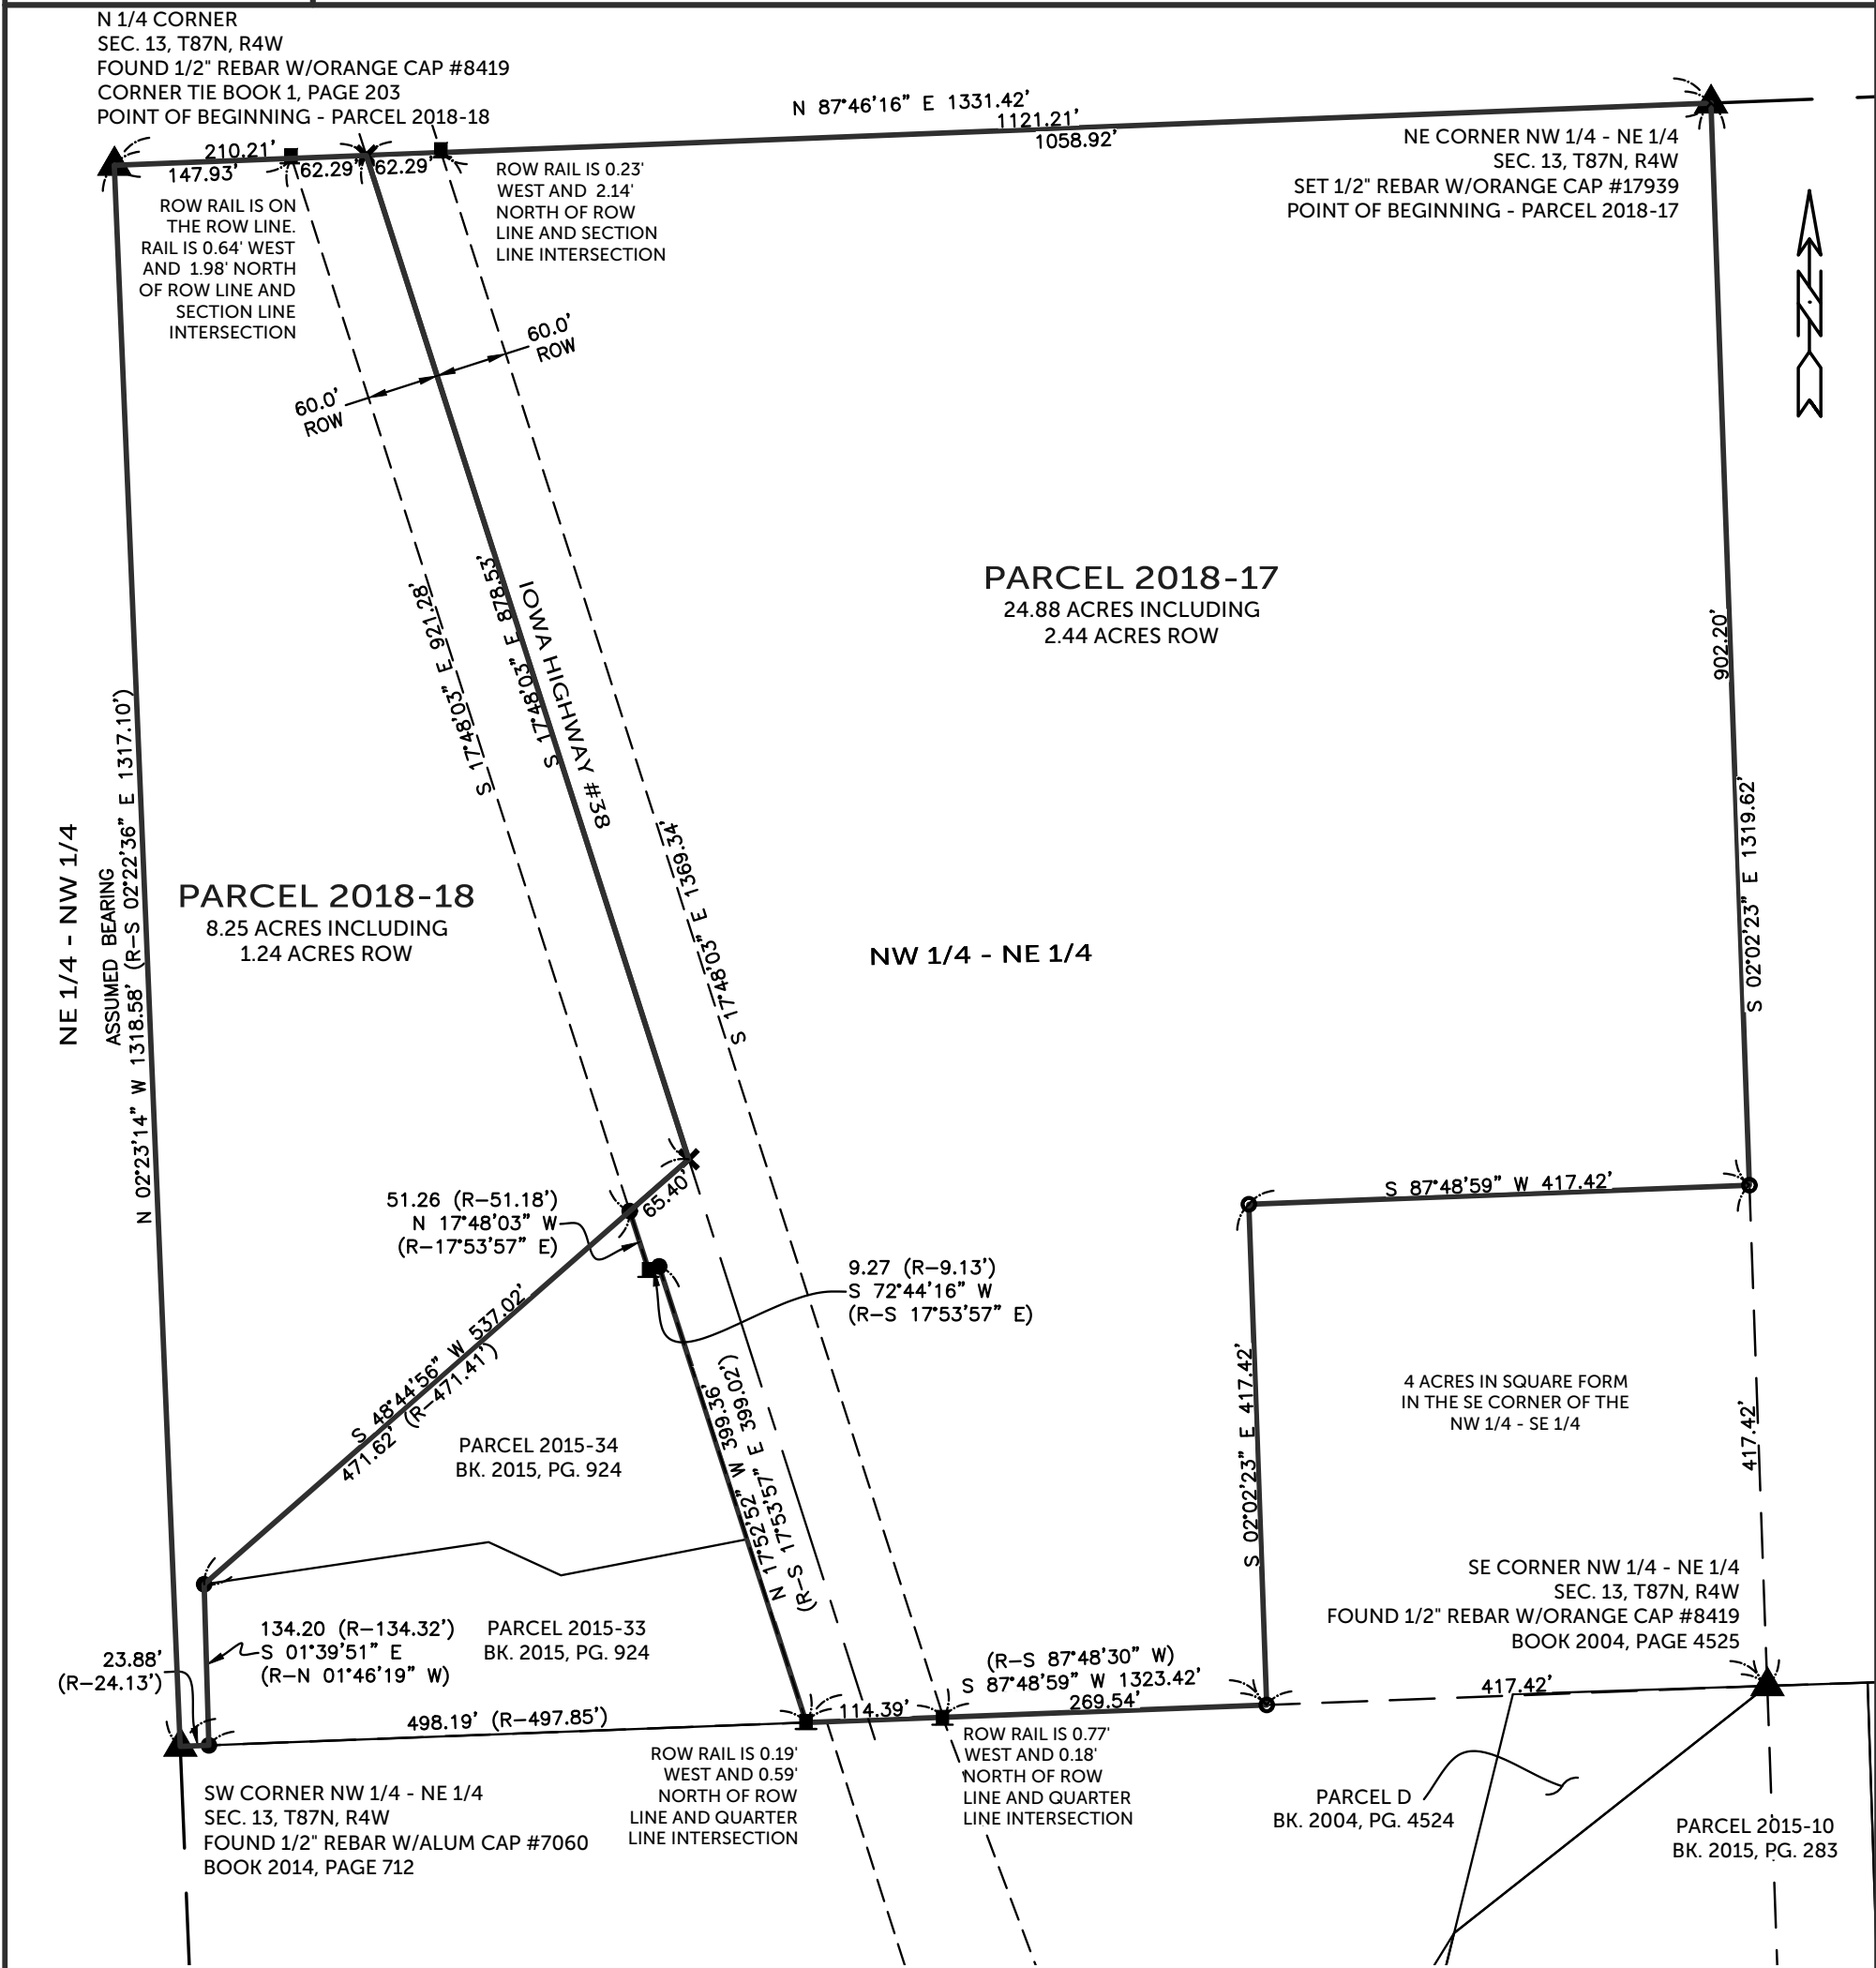 N 1/4 CORNER
SEC. 13, T87N, R4W
FOUND 1/2" REBAR W/ORANGE CAP #8419
CORNER TIE BOOK 1, PAGE 203
POINT OF BEGINNING - PARCEL 2018-18
N 87°46'16" E 1331.42'
1121.21'
1058.92'
210.21'
147.93'
62.29'
62.29'
ROW RAIL IS 0.23'
WEST AND 2.14'
NORTH OF ROW
LINE AND SECTION
LINE INTERSECTION
NE CORNER NW 1/4 - NE 1/4
SEC. 13, T87N, R4W
SET 1/2" REBAR W/ORANGE CAP #17939
POINT OF BEGINNING - PARCEL 2018-17
ROW RAIL IS ON
THE ROW LINE.
RAIL IS 0.64' WEST
AND 1.98' NORTH
OF ROW LINE AND
SECTION LINE
INTERSECTION
N
60.0'
ROW
60.0'
ROW
S 17°48'03" E 921.28'
S 17°48'03" E 878.53'
IOWA HIGHWAY #38
S 17°48'03" E 1369.34'
PARCEL 2018-17
24.88 ACRES INCLUDING
2.44 ACRES ROW
902.20'
S 02°02'23" E 1319.62'
NE 1/4 - NW 1/4
ASSUMED BEARING
N 02°23'14" W 1318.58' (R-S 02°22'36" E 1317.10')
PARCEL 2018-18
8.25 ACRES INCLUDING
1.24 ACRES ROW
NW 1/4 - NE 1/4
65.40'
51.26 (R-51.18')
N 17°48'03" W
(R-17°53'57" E)
S 87°48'59" W 417.42'
9.27 (R-9.13')
S 72°44'16" W
(R-S 17°53'57" E)
S 48°44'56" W 537.02'
471.62' (R-471.41')
N 17°52'52" W 399.36'
(R-S 17°53'57" E 399.02')
S 02°02'23" E 417.42'
4 ACRES IN SQUARE FORM
IN THE SE CORNER OF THE
NW 1/4 - SE 1/4
417.42'
PARCEL 2015-34
BK. 2015, PG. 924
SE CORNER NW 1/4 - NE 1/4
SEC. 13, T87N, R4W
FOUND 1/2" REBAR W/ORANGE CAP #8419
BOOK 2004, PAGE 4525
134.20 (R-134.32')
S 01°39'51" E
(R-N 01°46'19" W)
PARCEL 2015-33
BK. 2015, PG. 924
23.88'
(R-24.13')
(R-S 87°48'30" W)
S 87°48'59" W 1323.42'
498.19' (R-497.85')
114.39'
269.54'
417.42'
ROW RAIL IS 0.19'
WEST AND 0.59'
NORTH OF ROW
LINE AND QUARTER
LINE INTERSECTION
ROW RAIL IS 0.77'
WEST AND 0.18'
NORTH OF ROW
LINE AND QUARTER
LINE INTERSECTION
SW CORNER NW 1/4 - NE 1/4
SEC. 13, T87N, R4W
FOUND 1/2" REBAR W/ALUM CAP #7060
BOOK 2014, PAGE 712
PARCEL D
BK. 2004, PG. 4524
PARCEL 2015-10
BK. 2015, PG. 283